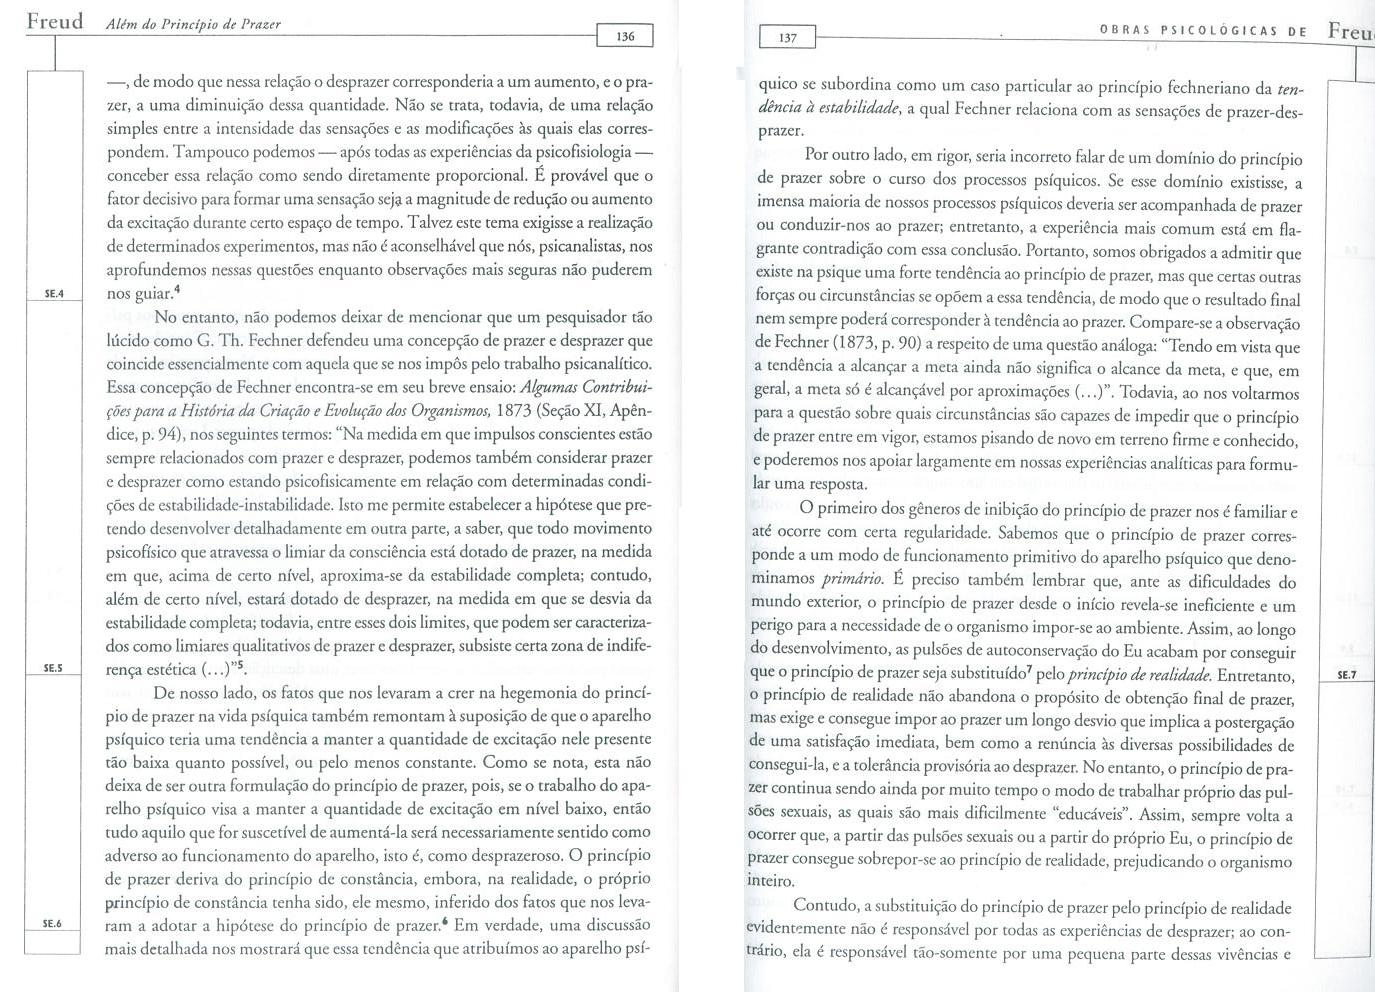 Freud Além do Princípio de Prazer
136
—, de modo que nessa relação o desprazer corresponderia a um aumento, e o pra-
zer, a uma diminuição dessa quantidade. Não se trata, todavia, de uma relação
simples entre a intensidade das sensações e as modificações às quais elas corres-
pondem. Tampouco podemos — após todas as experiências da psicofisiologia —
conceber essa relação como sendo diretamente proporcional. É provável que o
fator decisivo para formar uma sensação seja a magnitude de redução ou aumento
da excitação durante certo espaço de tempo. Talvez este tema exigisse a realização
de determinados experimentos, mas não é aconselhável que nós, psicanalistas, nos
aprofundemos nessas questões enquanto observações mais seguras não puderem
SE.4
nos guiar.4
No entanto, não podemos deixar de mencionar que um pesquisador tão
lúcido como G. Th. Fechner defendeu uma concepção de prazer e desprazer que
coincide essencialmente com aquela que se nos impôs pelo trabalho psicanalítico.
Essa concepção de Fechner encontra-se em seu breve ensaio: Algumas Contribui-
ções para a História da Criação e Evolução dos Organismos, 1873 (Seção XI, Apên-
dice, p. 94), nos seguintes termos: “Na medida em que impulsos conscientes estão
sempre relacionados com prazer e desprazer, podemos também considerar prazer
e desprazer como estando psicofisicamente em relação com determinadas condi-
ções de estabilidade-instabilidade. Isto me permite estabelecer a hipótese que pre-
tendo desenvolver detalhadamente em outra parte, a saber, que todo movimento
psicofísico que atravessa o limiar da consciência está dotado de prazer, na medida
em que, acima de certo nível, aproxima-se da estabilidade completa; contudo,
além de certo nível, estará dotado de desprazer, na medida em que se desvia da
estabilidade completa; todavia, entre esses dois limites, que podem ser caracteriza-
dos como limiares qualitativos de prazer e desprazer, subsiste certa zona de indife-
SE.5
rença estética (...)”5.
De nosso lado, os fatos que nos levaram a crer na hegemonia do princí-
pio de prazer na vida psíquica também remontam à suposição de que o aparelho
psíquico teria uma tendência a manter a quantidade de excitação nele presente
tão baixa quanto possível, ou pelo menos constante. Como se nota, esta não
deixa de ser outra formulação do princípio de prazer, pois, se o trabalho do apa-
relho psíquico visa a manter a quantidade de excitação em nível baixo, então
tudo aquilo que for suscetível de aumentá-la será necessariamente sentido como
adverso ao funcionamento do aparelho, isto é, como desprazeroso. O princípio
de prazer deriva do princípio de constância, embora, na realidade, o próprio
princípio de constância tenha sido, ele mesmo, inferido dos fatos que nos leva-
SE.6
ram a adotar a hipótese do princípio de prazer.6 Em verdade, uma discussão
mais detalhada nos mostrará que essa tendência que atribuímos ao aparelho psí-
137
OBRAS PSICOLÓGICAS DE Freu
quico se subordina como um caso particular ao princípio fechneriano da ten-
dência à estabilidade, a qual Fechner relaciona com as sensações de prazer-des-
prazer.
Por outro lado, em rigor, seria incorreto falar de um domínio do princípio
de prazer sobre o curso dos processos psíquicos. Se esse domínio existisse, a
imensa maioria de nossos processos psíquicos deveria ser acompanhada de prazer
ou conduzir-nos ao prazer; entretanto, a experiência mais comum está em fla-
grante contradição com essa conclusão. Portanto, somos obrigados a admitir que
existe na psique uma forte tendência ao princípio de prazer, mas que certas outras
forças ou circunstâncias se opõem a essa tendência, de modo que o resultado final
nem sempre poderá corresponder à tendência ao prazer. Compare-se a observação
de Fechner (1873, p. 90) a respeito de uma questão análoga: “Tendo em vista que
a tendência a alcançar a meta ainda não significa o alcance da meta, e que, em
geral, a meta só é alcançável por aproximações (...)”. Todavia, ao nos voltarmos
para a questão sobre quais circunstâncias são capazes de impedir que o princípio
de prazer entre em vigor, estamos pisando de novo em terreno firme e conhecido,
e poderemos nos apoiar largamente em nossas experiências analíticas para formu-
lar uma resposta.
O primeiro dos gêneros de inibição do princípio de prazer nos é familiar e
até ocorre com certa regularidade. Sabemos que o princípio de prazer corres-
ponde a um modo de funcionamento primitivo do aparelho psíquico que deno-
minamos primário. É preciso também lembrar que, ante as dificuldades do
mundo exterior, o princípio de prazer desde o início revela-se ineficiente e um
perigo para a necessidade de o organismo impor-se ao ambiente. Assim, ao longo
do desenvolvimento, as pulsões de autoconservação do Eu acabam por conseguir
que o princípio de prazer seja substituído7 pelo princípio de realidade. Entretanto,
SE.7
o princípio de realidade não abandona o propósito de obtenção final de prazer,
mas exige e consegue impor ao prazer um longo desvio que implica a postergação
de uma satisfação imediata, bem como a renúncia às diversas possibilidades de
consegui-la, e a tolerância provisória ao desprazer. No entanto, o princípio de pra-
zer continua sendo ainda por muito tempo o modo de trabalhar próprio das pul-
sões sexuais, as quais são mais dificilmente “educáveis”. Assim, sempre volta a
ocorrer que, a partir das pulsões sexuais ou a partir do próprio Eu, o princípio de
prazer consegue sobrepor-se ao princípio de realidade, prejudicando o organismo
inteiro.
Contudo, a substituição do princípio de prazer pelo princípio de realidade
evidentemente não é responsável por todas as experiências de desprazer; ao con-
trário, ela é responsável tão-somente por uma pequena parte dessas vivências e